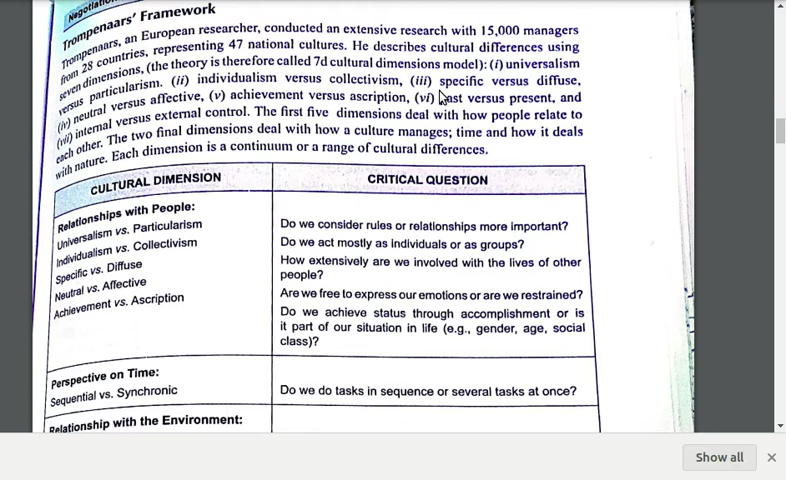 Negotiation
Trompenaars' Framework
Trompenaars, an European researcher, conducted an extensive research with 15,000 managers
from 28 countries, representing 47 national cultures. He describes cultural differences using
seven dimensions, (the theory is therefore called 7d cultural dimensions model): (i) universalism
versus particularism. (ii) individualism versus collectivism, (iii) specific versus diffuse,
(iv) neutral versus affective, (v) achievement versus ascription, (vi) past versus present, and
(vii) internal versus external control. The first five dimensions deal with how people relate to
each other. The two final dimensions deal with how a culture manages; time and how it deals
with nature. Each dimension is a continuum or a range of cultural differences.
CULTURAL DIMENSION
CRITICAL QUESTION
Relationships with People:
Universalism vs. Particularism
Individualism vs. Collectivism
Specific vs. Diffuse
Neutral vs. Affective
Achievement vs. Ascription
Do we consider rules or relationships more important?
Do we act mostly as individuals or as groups?
How extensively are we involved with the lives of other
people?
Are we free to express our emotions or are we restrained?
Do we achieve status through accomplishment or is
it part of our situation in life (e.g., gender, age, social
class)?
Perspective on Time:
Sequential vs. Synchronic
Do we do tasks in sequence or several tasks at once?
Relationship with the Environment:
Show all